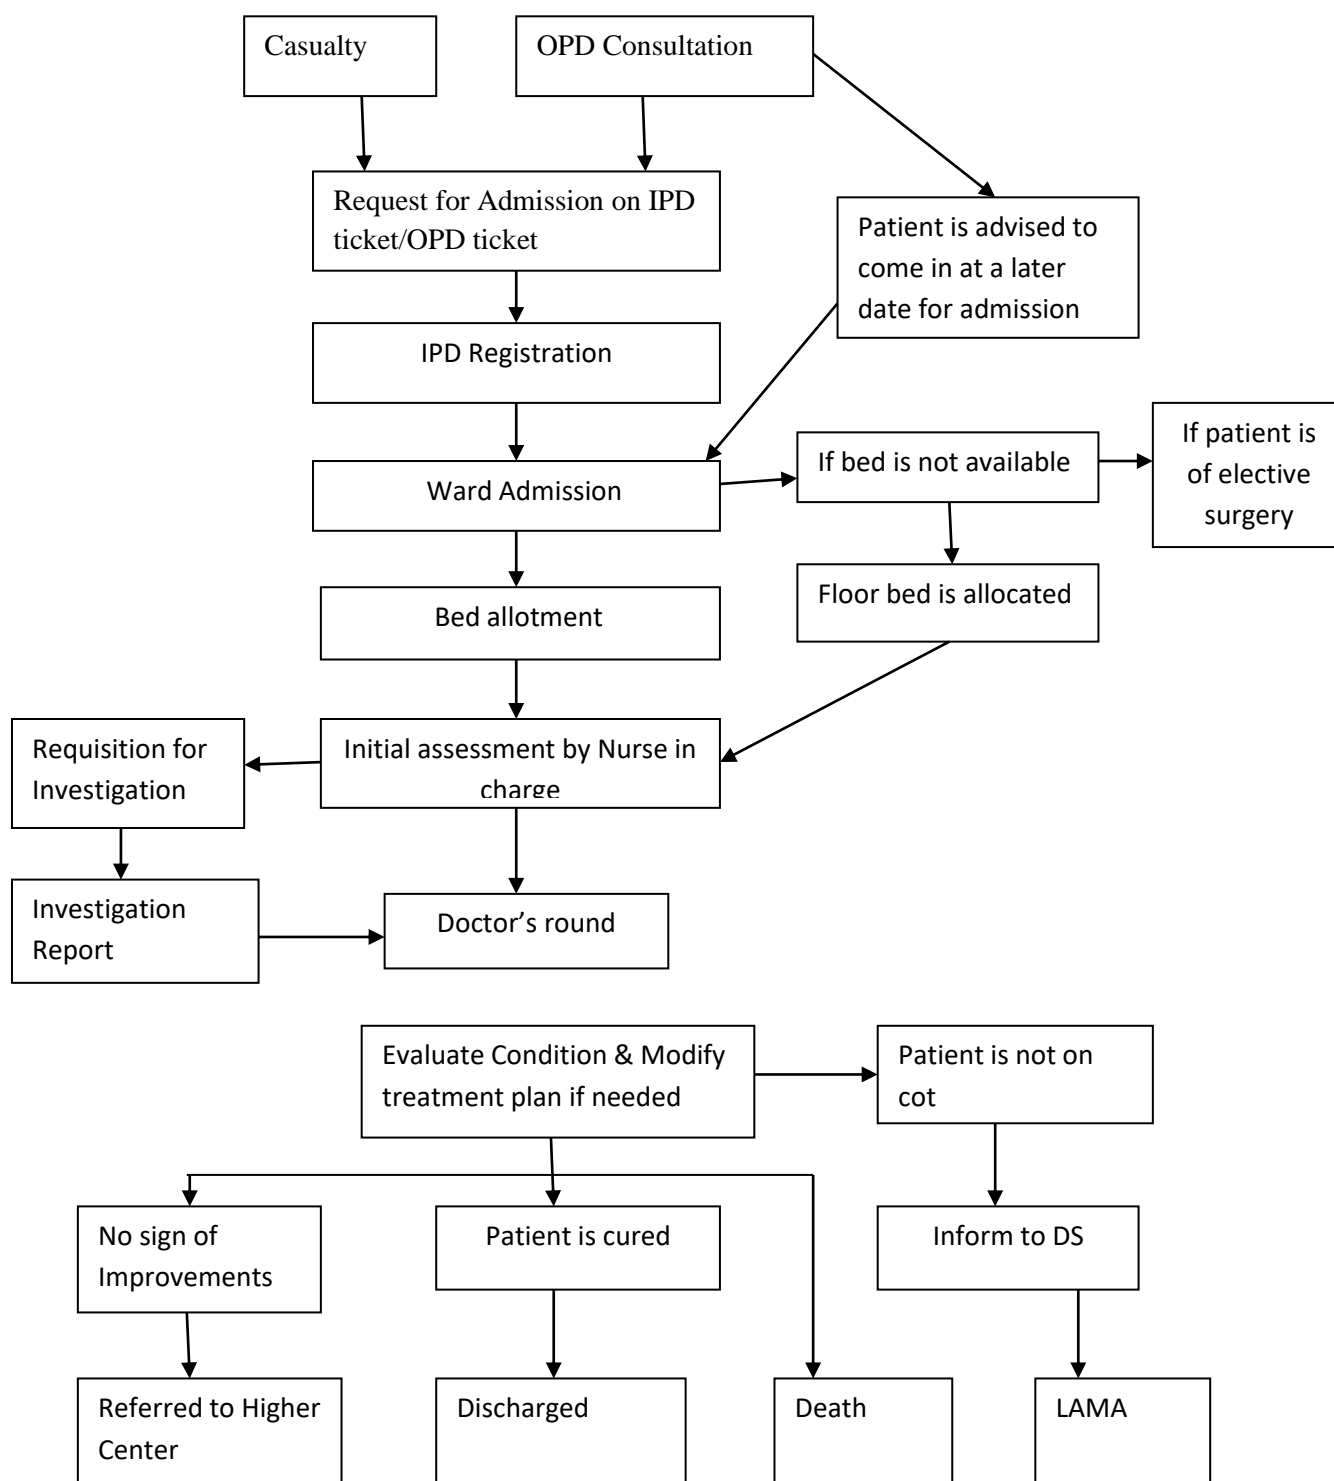 Casualty
OPD Consultation
Request for Admission on IPD
ticket/OPD ticket
Patient is advised to
come in at a later
date for admission
IPD Registration
If patient is
of elective
surgery
If bed is not available
Ward Admission
Floor bed is allocated
Bed allotment
Requisition for
Investigation
Initial assessment by Nurse in
charge
Investigation
Report
Doctor’s round
Evaluate Condition & Modify
treatment plan if needed
Patient is not on
cot
No sign of
Improvements
Patient is cured
Inform to DS
Referred to Higher
Center
Discharged
Death
LAMA